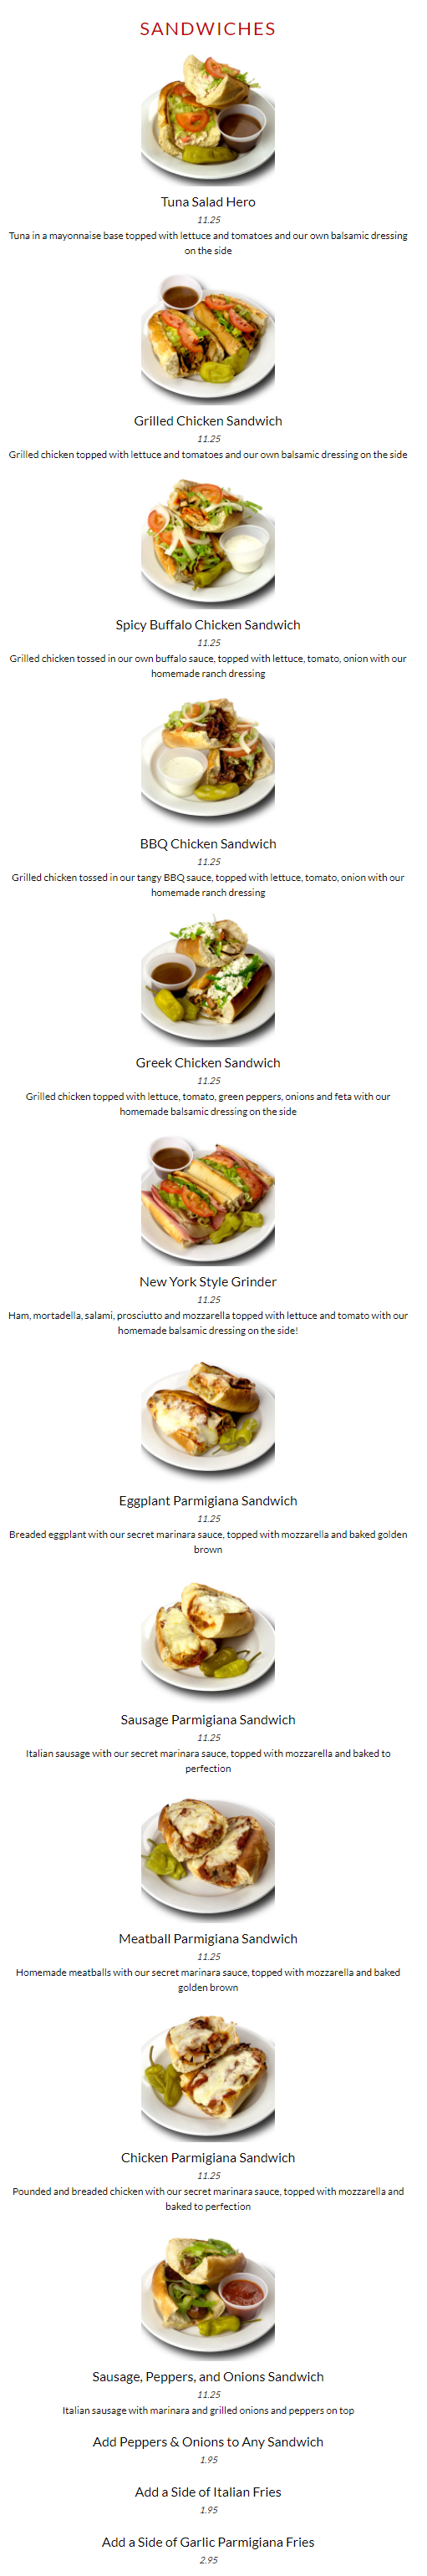 SANDWICHES
Tuna Salad Hero
11.25
Tuna in a mayonnaise base topped with lettuce and tomatoes and our own balsamic dressing
on the side
Grilled Chicken Sandwich
11.25
Grilled chicken topped with lettuce and tomatoes and our own balsamic dressing on the side
Spicy Buffalo Chicken Sandwich
11.25
Grilled chicken tossed in our own buffalo sauce, topped with lettuce, tomato, onion with our
homemade ranch dressing
BBQ Chicken Sandwich
11.25
Grilled chicken tossed in our tangy BBQ sauce, topped with lettuce, tomato, onion with our
homemade ranch dressing
Greek Chicken Sandwich
11.25
Grilled chicken topped with lettuce, tomato, green peppers, onions and feta with our
homemade balsamic dressing on the side
New York Style Grinder
11.25
Ham, mortadella, salami, prosciutto and mozzarella topped with lettuce and tomato with our
homemade balsamic dressing on the side!
Eggplant Parmigiana Sandwich
11.25
Breaded eggplant with our secret marinara sauce, topped with mozzarella and baked golden
brown
Sausage Parmigiana Sandwich
11.25
Italian sausage with our secret marinara sauce, topped with mozzarella and baked to
perfection
Meatball Parmigiana Sandwich
11.25
Homemade meatballs with our secret marinara sauce, topped with mozzarella and baked
golden brown
Chicken Parmigiana Sandwich
11.25
Pounded and breaded chicken with our secret marinara sauce, topped with mozzarella and
baked to perfection
Sausage, Peppers, and Onions Sandwich
11.25
Italian sausage with marinara and grilled onions and peppers on top
Add Peppers & Onions to Any Sandwich
1.95
Add a Side of Italian Fries
1.95
Add a Side of Garlic Parmigiana Fries
2.95